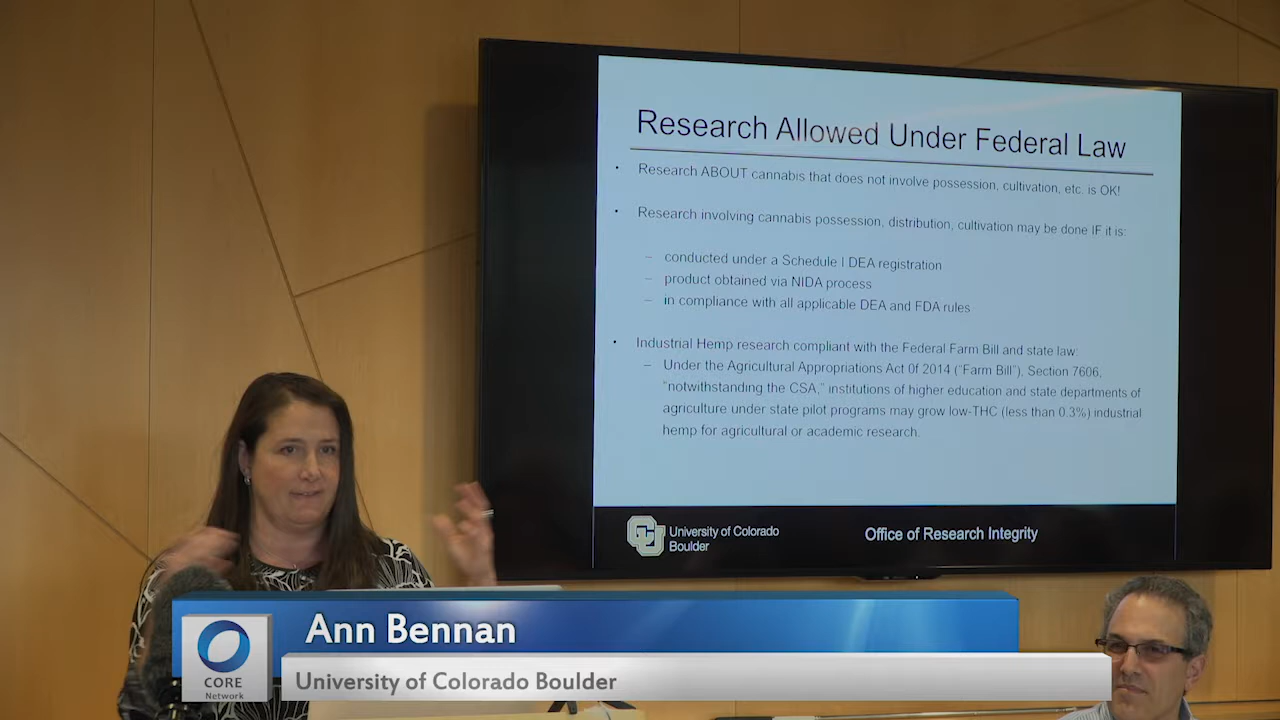 Research Allowed Under Federal Law
• Research ABOUT cannabis that does not involve possession, cultivation, etc. is OK!
• Research involving cannabis possession, distribution, cultivation may be done IF it is:
– conducted under a Schedule I DEA registration
– product obtained via NIDA process
– in compliance with all applicable DEA and FDA rules
• Industrial Hemp research compliant with the Federal Farm Bill and state law:
– Under the Agricultural Appropriations Act 0f 2014 (“Farm Bill”), Section 7606,
“notwithstanding the CSA,” institutions of higher education and state departments of
agriculture under state pilot programs may grow low-THC (less than 0.3%) industrial
hemp for agricultural or academic research.
CU
University of Colorado
Boulder
Office of Research Integrity
Ann Bennan
CORE
Network
University of Colorado Boulder